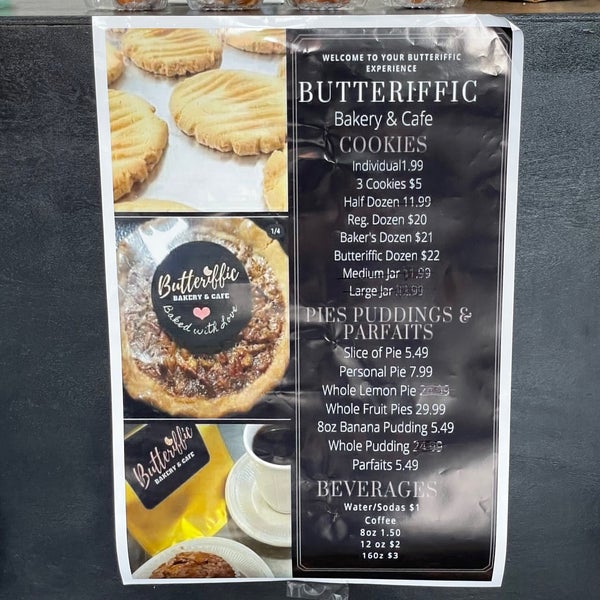 WELCOME TO YOUR BUTTERIFFIC
EXPERIENCE
BUTTERIFFIC
Bakery & Cafe
COOKIES
Individual1.99
3 Cookies $5
Half Dozen 11.99
Reg. Dozen $20
Baker's Dozen $21
Butteriffic Dozen $22
Medium Jar
Large Jar
PIES PUDDINGS &
PARFAITS
Slice of Pie 5.49
Personal Pie 7.99
Whole Lemon Pie
Whole Fruit Pies 29.99
8oz Banana Pudding 5.49
Whole Pudding 24.99
Parfaits 5.49
BEVERAGES
Water/Sodas $1
Coffee
8oz 1.50
12 oz $2
16oz $3
1/4
Butteriffic
BAKERY & CAFE
Baked with Love
Butteriffic
BAKERY & CAFE